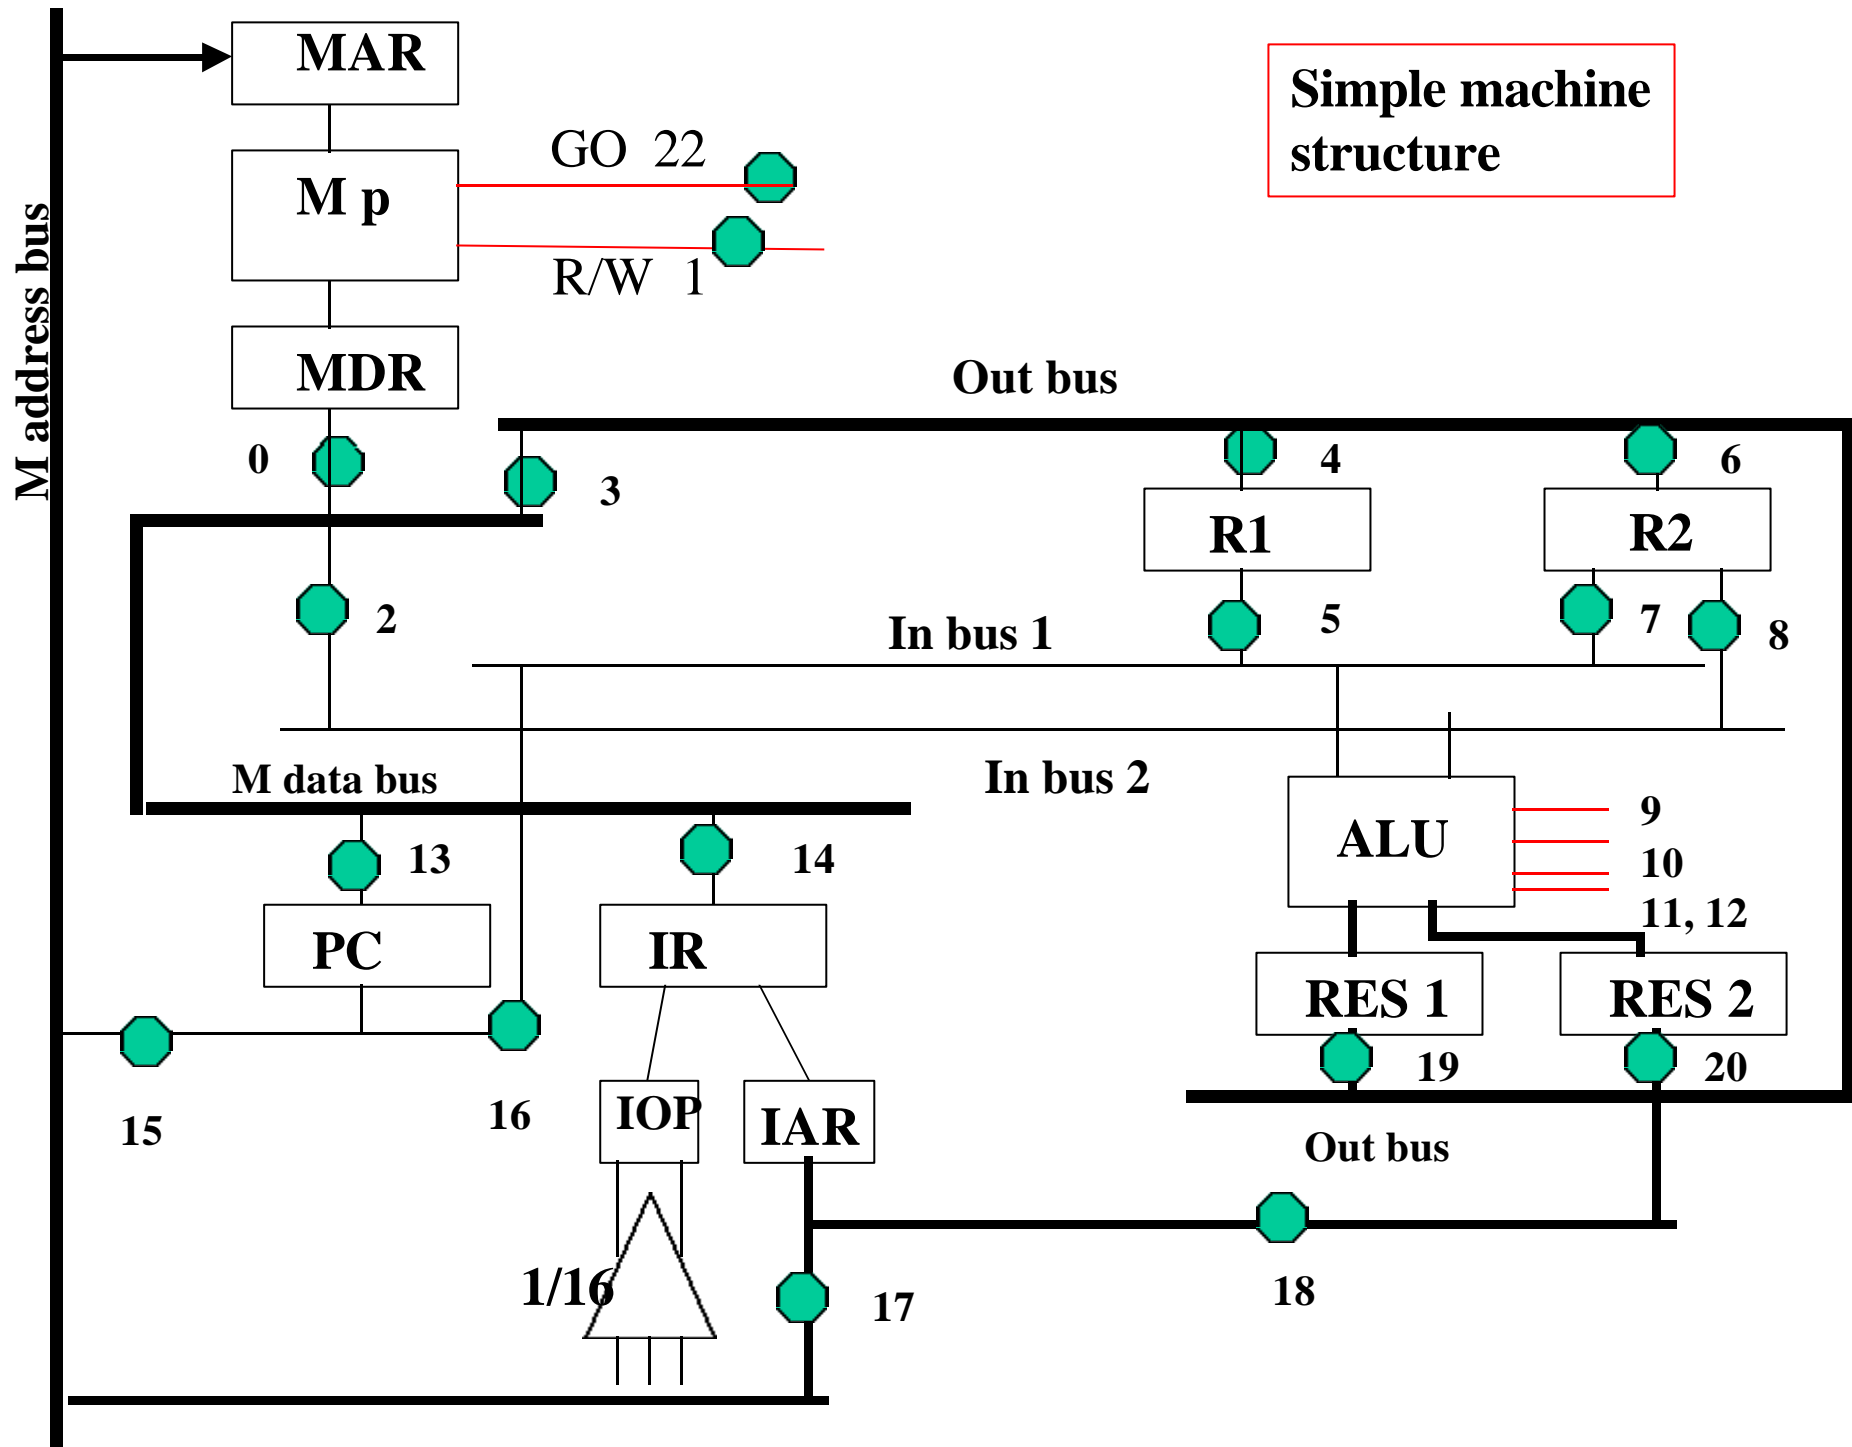 MAR
Simple machine
structure
GO 22
M p
R/W 1
M address bus
MDR
Out bus
0
3
4
6
R1
R2
2
In bus 1
5
7
8
M data bus
In bus 2
9
ALU
13
14
10
11, 12
PC
IR
RES 1
RES 2
19
20
15
16
IOP
IAR
Out bus
1/16
17
18